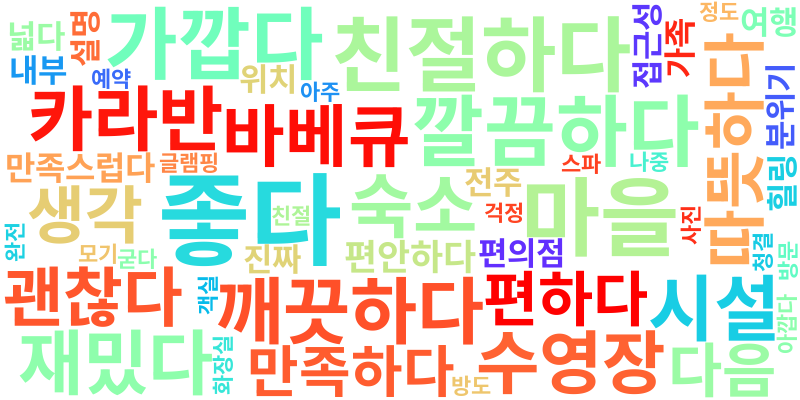 넓다 설명 가깝다 친절하다 접근성 가족 정도 여행
내부 예약 위치 아주 분위기
카라반 바베큐 깔끔하다 따뜻하다
만족스럽다 글램핑 스파 나중 힐링
생각 좋다 친절 숙소 전주 걱정 마을 사진
완전 모기 굳다 진짜 편안하다 편의점 청결 방문
괜찮다 객실 깨끗하다 편하다 시설 아깝다
재밌다 화장실 만족하다 방도 수영장 다음